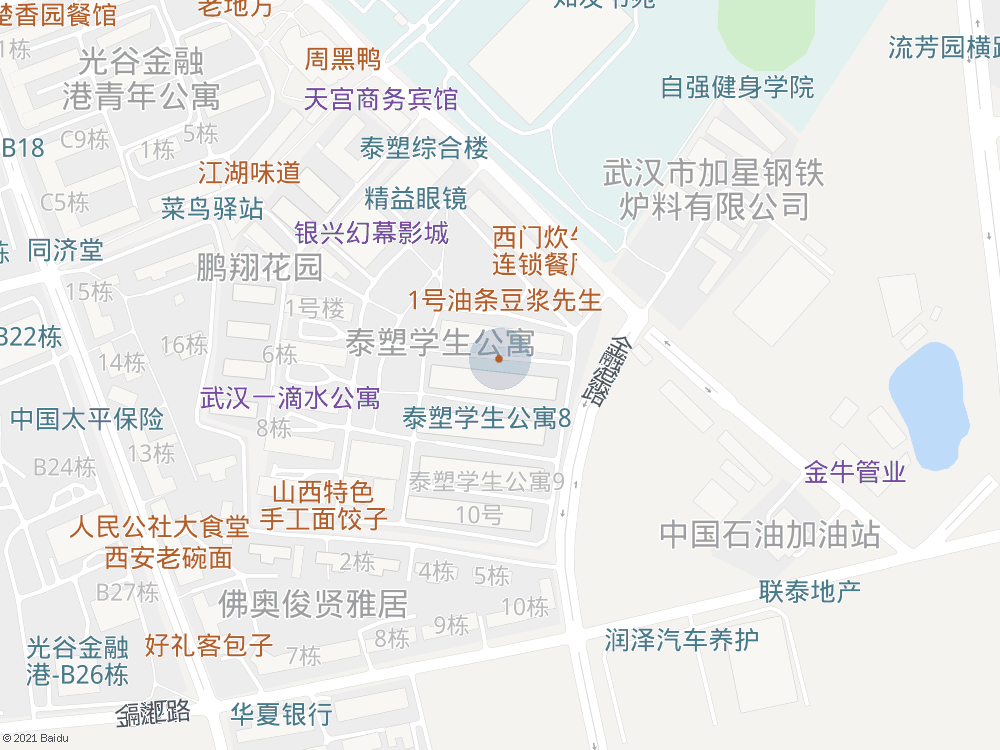 楚香园餐馆
老地方
流芳园横路
1栋
周黑鸭
光谷金融
港青年公寓
自强健身学院
天宫商务宾馆
C9栋
5栋
1栋
B18
泰塑综合楼
江湖味道
武汉市加星钢铁
炉料有限公司
C5栋
菜鸟驿站
精益眼镜
银兴幻幕影城
西门炊牛
连锁餐厅
栋
同济堂
鹏翔花园
15栋
1号楼
1号油条豆浆先生
B22栋
16栋
6栋
泰塑学生公寓
14栋
武汉一滴水公寓
中国太平保险
8栋
泰塑学生公寓8
13栋
B24栋
泰塑学生公寓9
金牛管业
山西特色
手工面饺子
10号
人民公社大食堂
西安老碗面
中国石油加油站
2栋
4栋
5栋
B27栋
佛奥俊贤雅居
10栋
联泰地产
9栋
8栋
光谷金融
港-B26栋
好礼客包子
7栋
润泽汽车养护
华夏银行
© 2021 Baidu